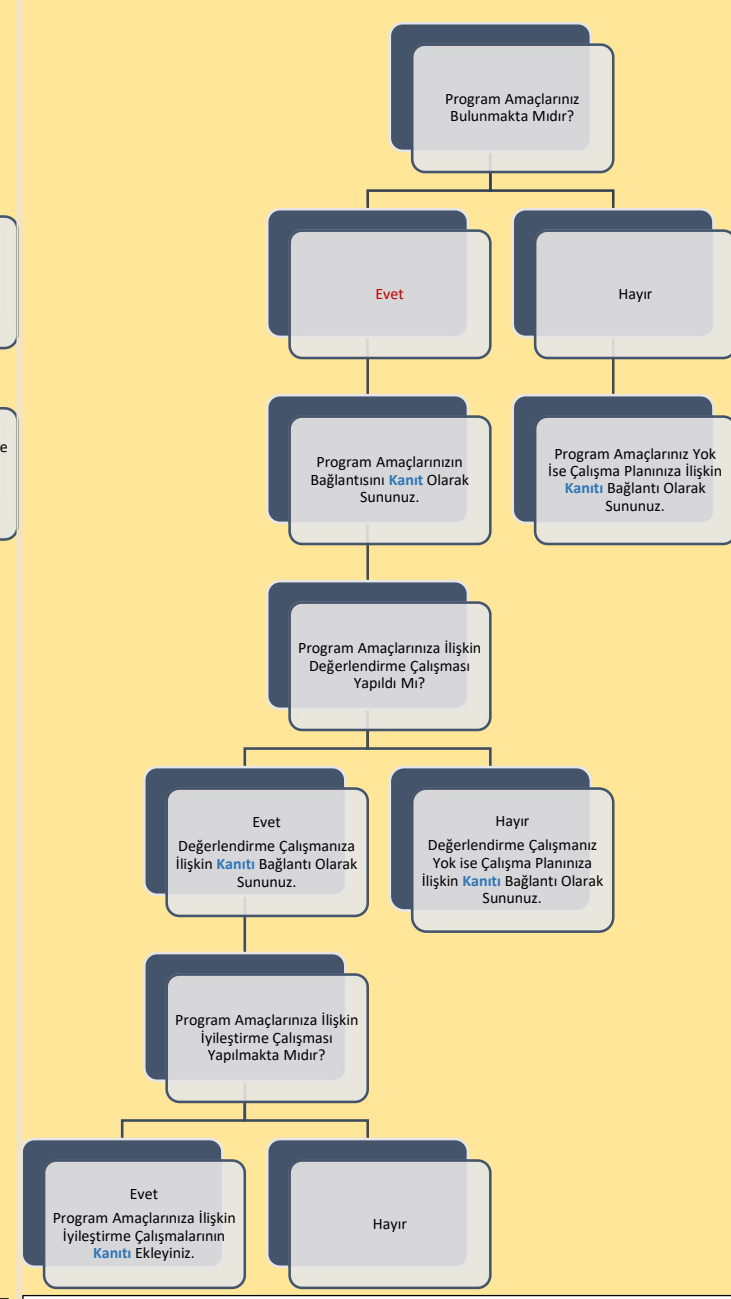 Program Amaçlarınız
Bulunmakta Mıdır?
Evet
Hayır
Program Amaçlarınızın
Bağlantısını Kanıt Olarak
Sununuz.
Program Amaçlarınız Yok
İse Çalışma Planınıza İlişkin
Kanıtı Bağlantı Olarak
Sununuz.
Program Amaçlarınıza İlişkin
Değerlendirme Çalışması
Yapıldı Mı?
Evet
Değerlendirme Çalışmanıza
İlişkin Kanıtı Bağlantı Olarak
Sununuz.
Hayır
Değerlendirme Çalışmanız
Yok ise Çalışma Planınıza
İlişkin Kanıtı Bağlantı Olarak
Sununuz.
Program Amaçlarınıza İlişkin
İyileştirme Çalışması
Yapılmakta Mıdır?
Evet
Program Amaçlarınıza İlişkin
İyileştirme Çalışmalarının
Kanıtı Ekleyiniz.
Hayır